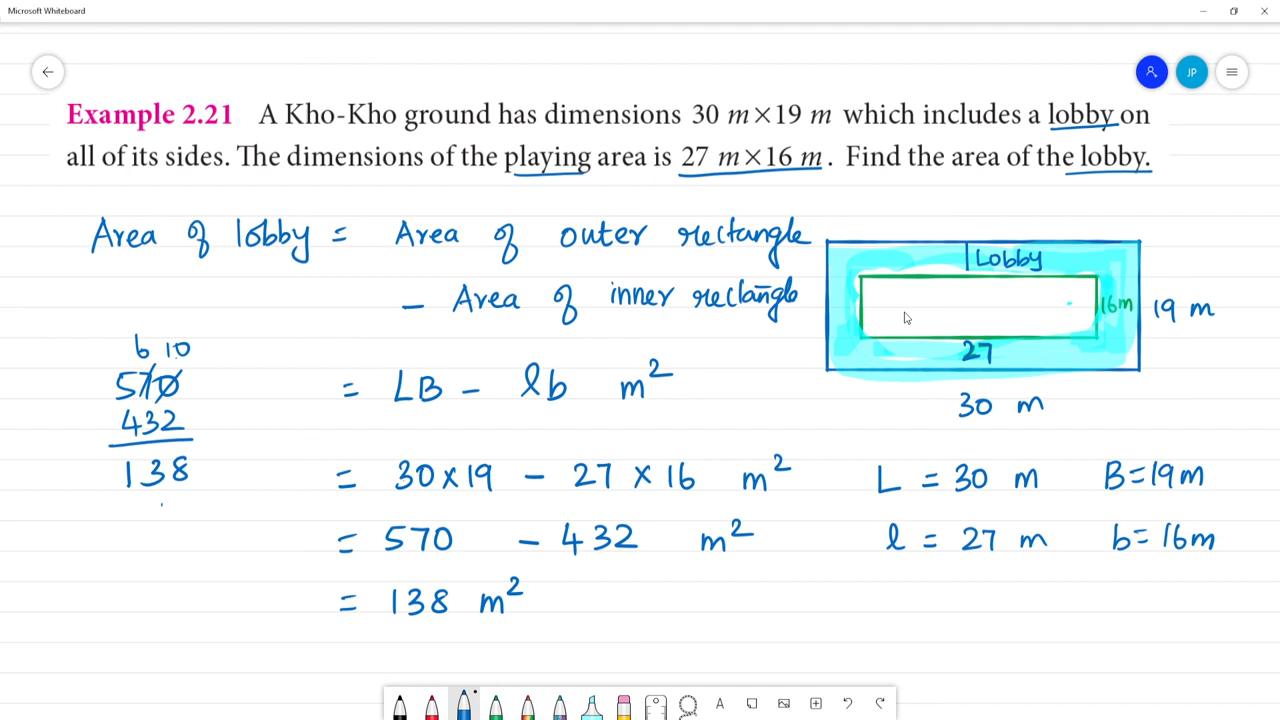 Microsoft Whiteboard
JP
Example 2.21 A Kho-Kho ground has dimensions 30 m×19 m which includes a lobby on
all of its sides. The dimensions of the playing area is 27 m×16 m. Find the area of the lobby.
Area of lobby = Area of outer rectangle
- Area of inner rectangle
= LB - lb m²
= 30×19 - 27 × 16 m²
= 570 - 432 m²
= 138 m²
6 10
570
432
138
Lobby
16m
19 m
27
30 m
L = 30 m B=19m
l = 27 m b=16m
A